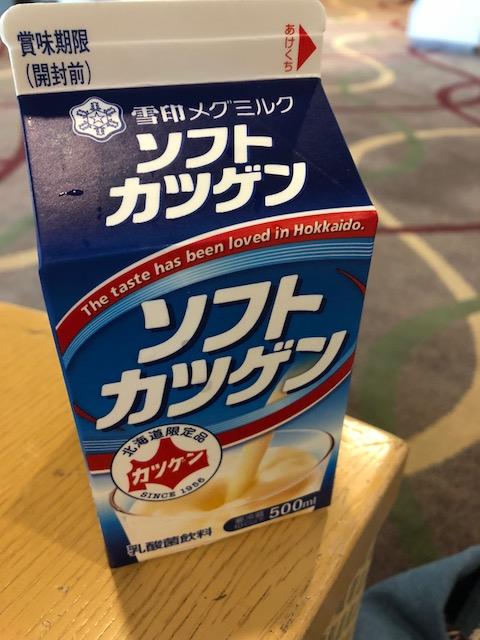 賞味期限
(開封前)
あけくち
雪印メグミルク
ソフト
カツゲン
The taste has been loved in Hokkaido.
ソフト
カツゲン
北海道限定品
カツゲン
SINCE 1956
500ml
乳酸菌飲料